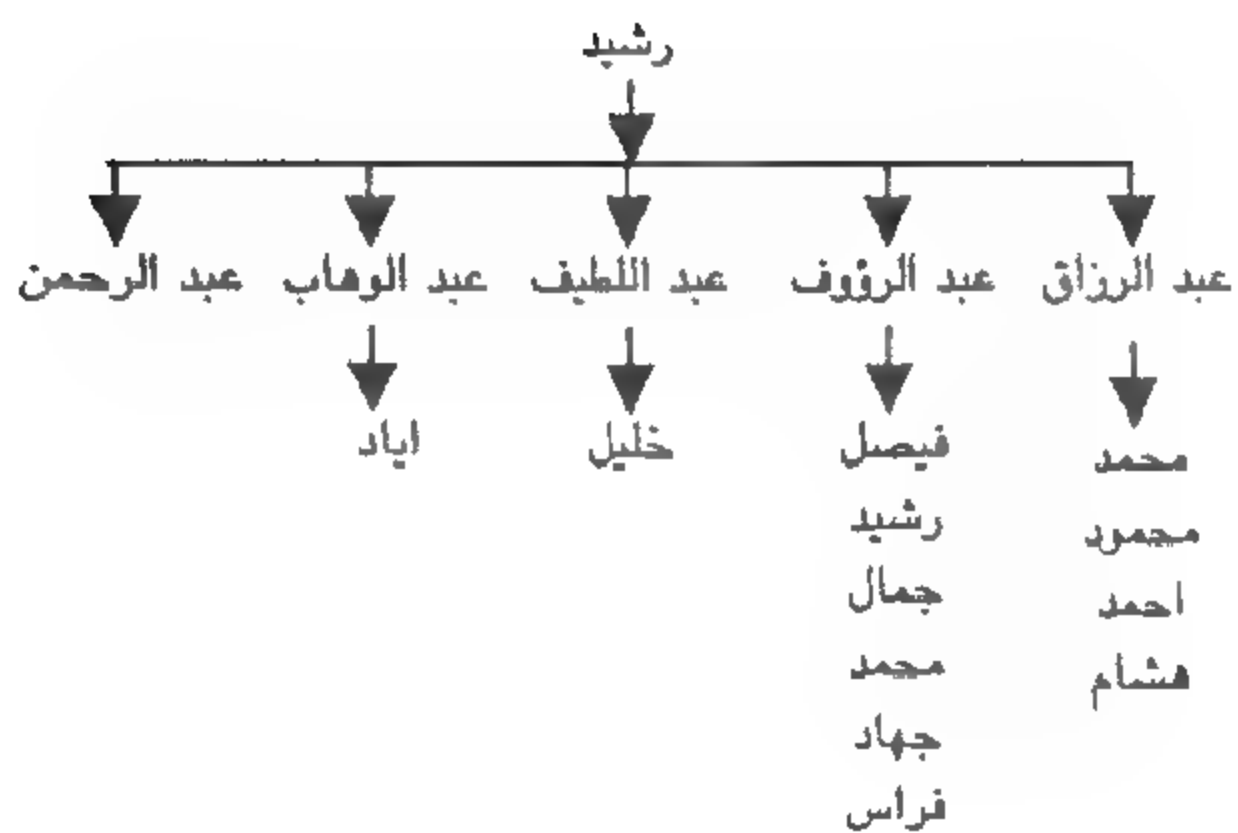 رشيد
عبد الرزاق عبد الرؤوف عبد اللطيف عبد الوهاب عبد الرحمن
محمد فيصل خليل اياد
محمود رشيد
احمد جمال
هشام محمد
جهاد
فراس